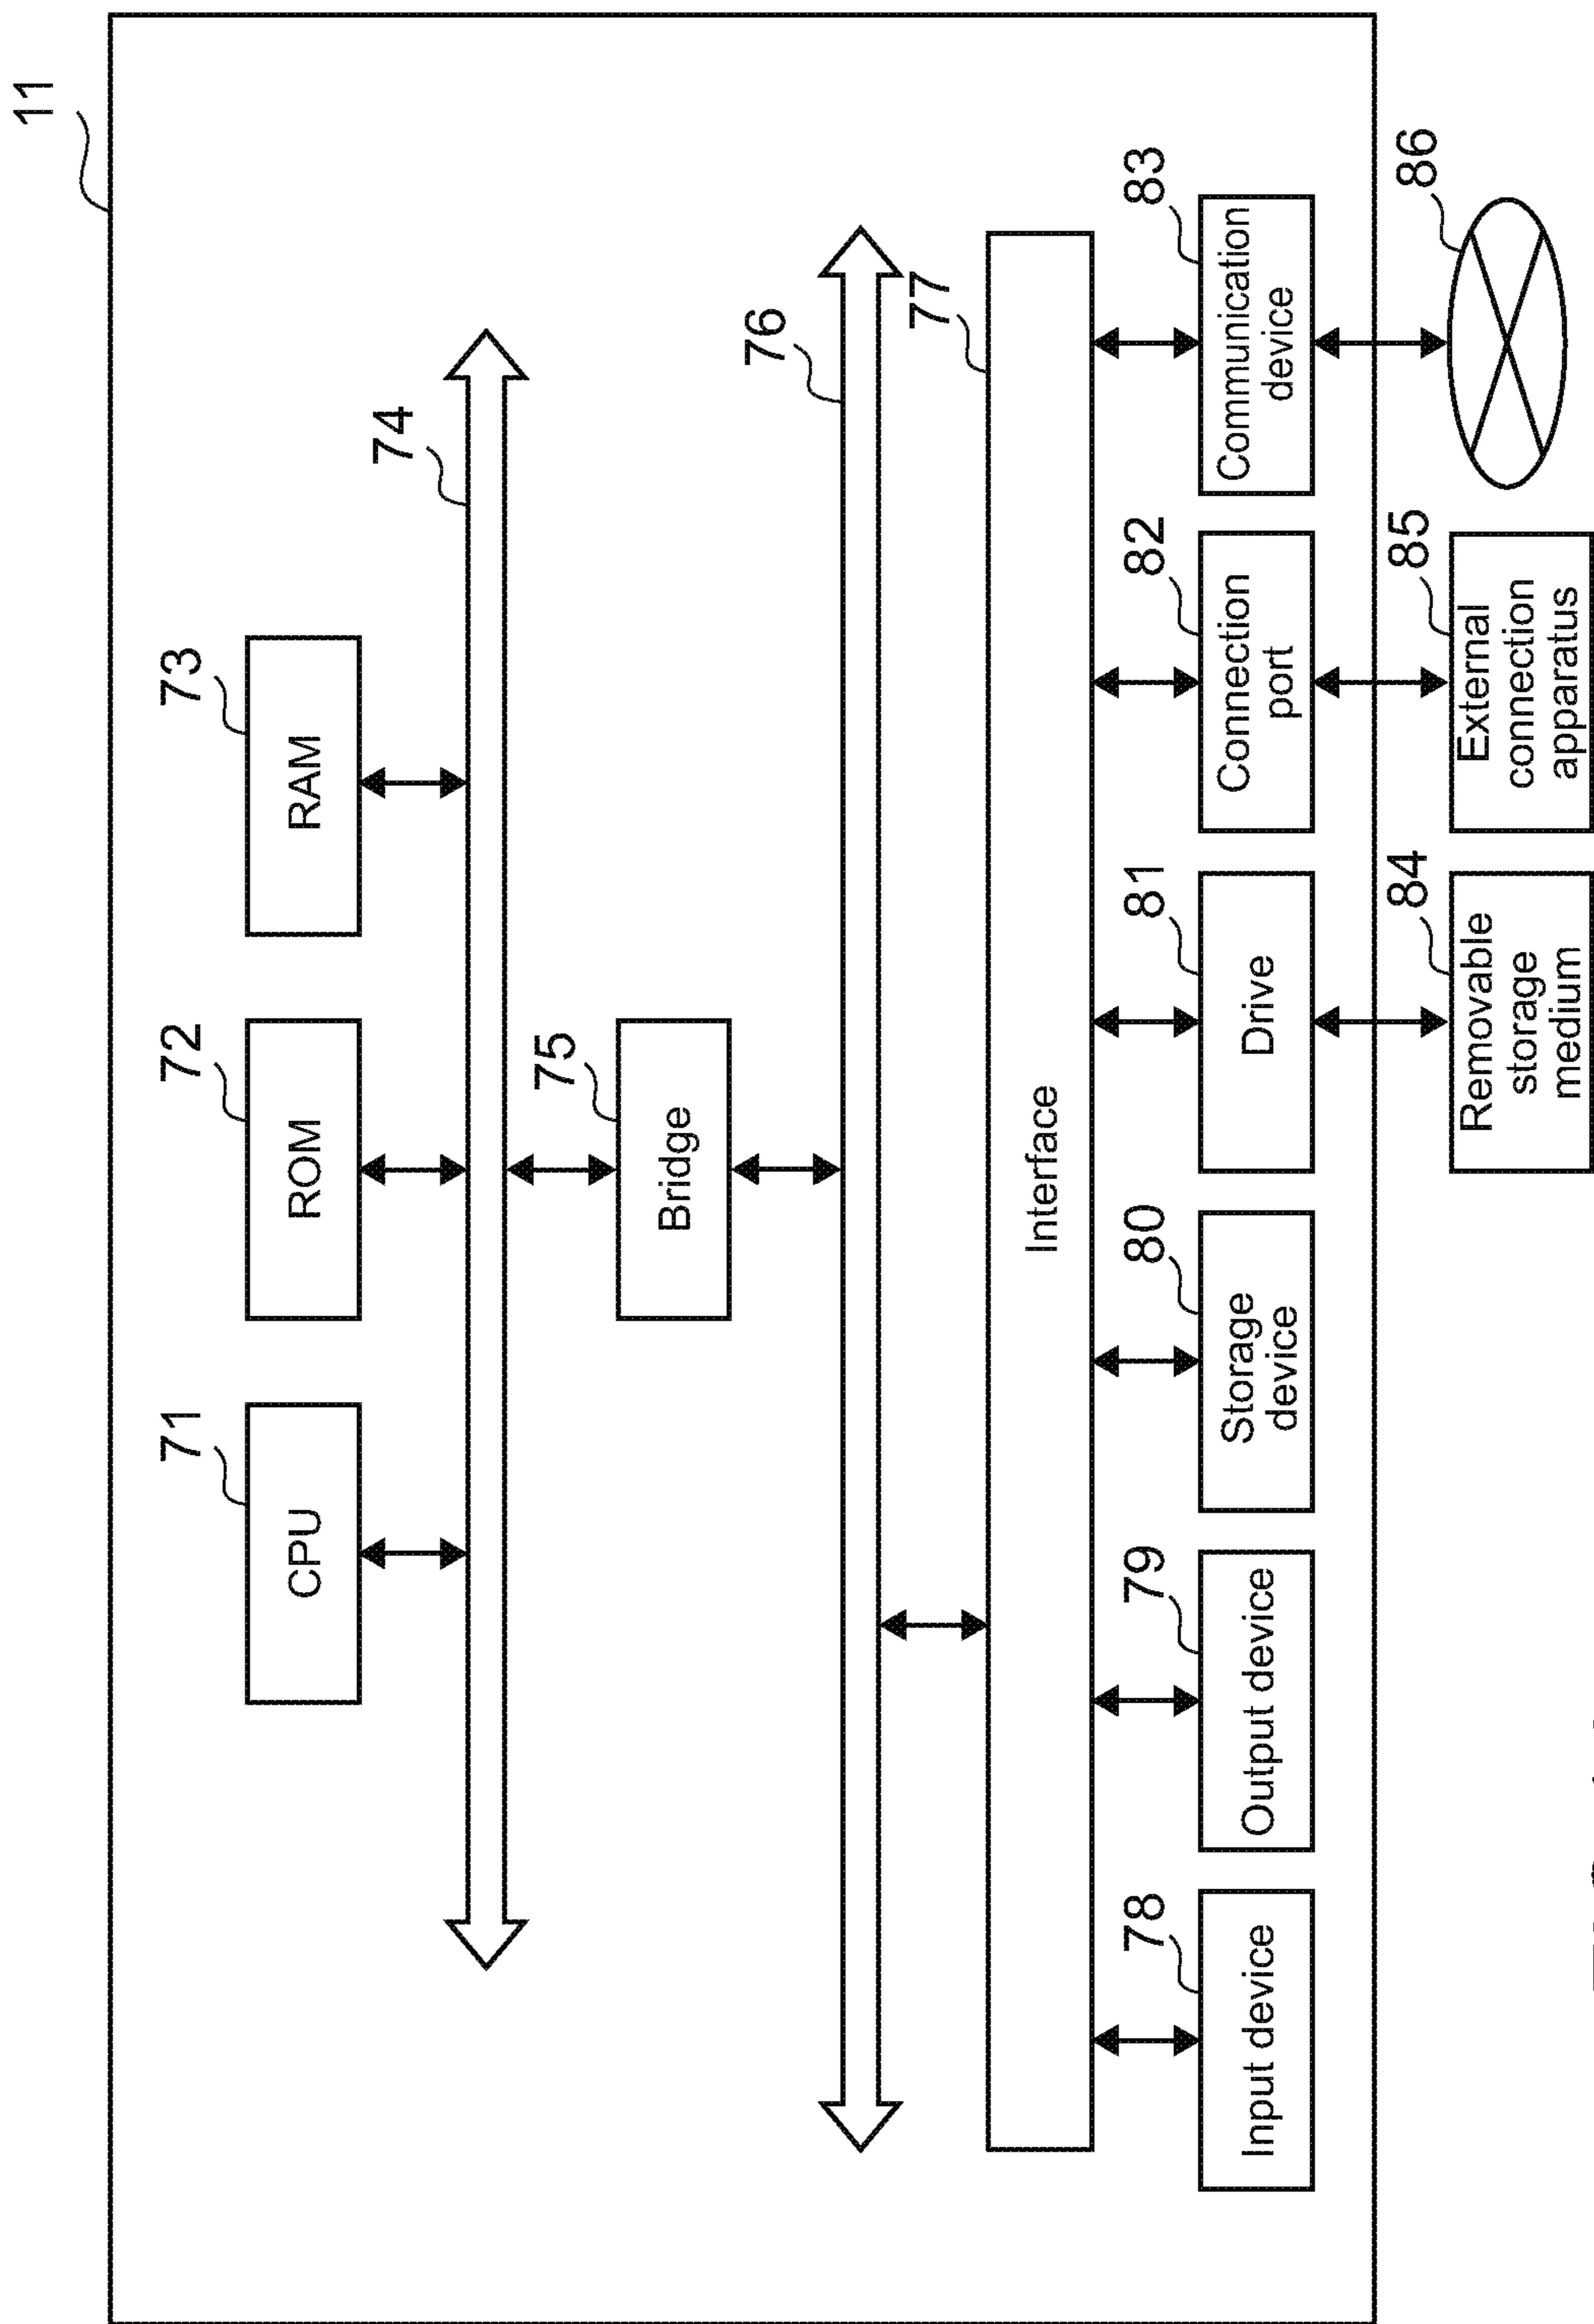 11
71
CPU
72
ROM
73
RAM
74
75
Bridge
76
77
Interface
78
Input device
79
Output device
80
Storage
device
81
Drive
82
Connection
port
83
Communication
device
84
Removable
storage
medium
85
External
connection
apparatus
86